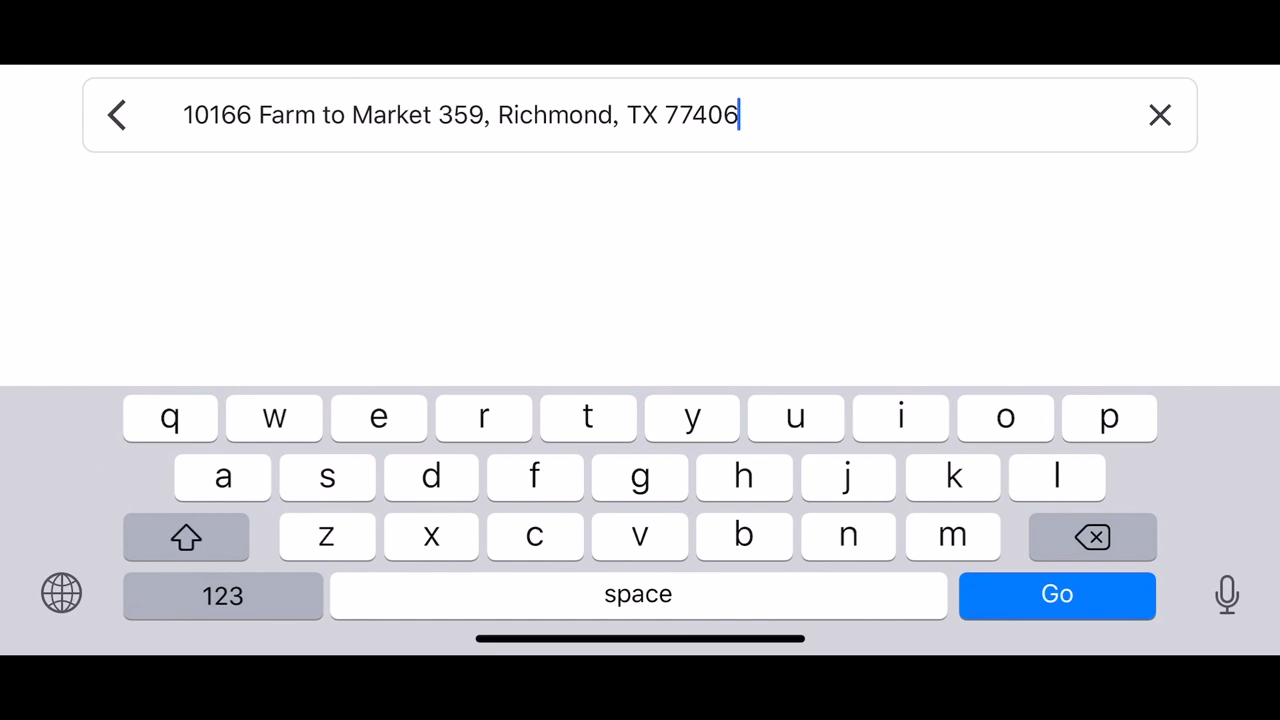 10166 Farm to Market 359, Richmond, TX 77406
q w e r t y u i o p
a s d f g h j k l
z x c v b n m
123 space Go